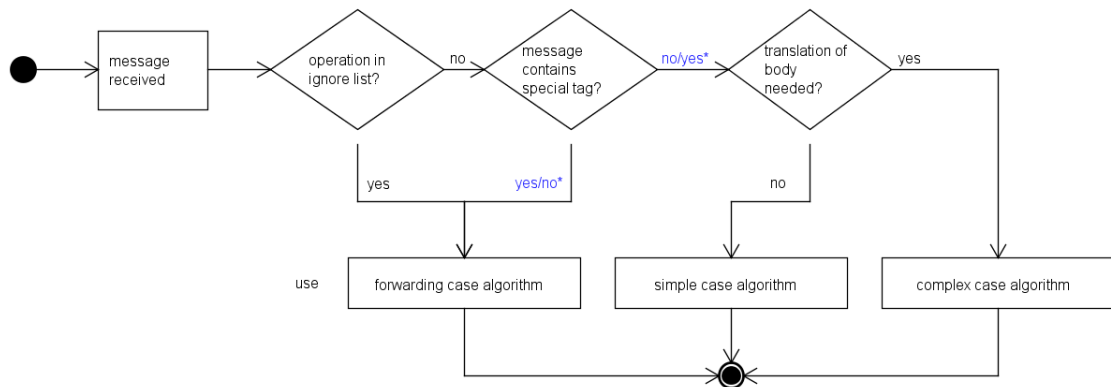 message
received
operation in
ignore list?
no
message
contains
special tag?
no/yes*
translation of
body
needed?
yes
yes
yes/no*
no
use
forwarding case algorithm
simple case algorithm
complex case algorithm